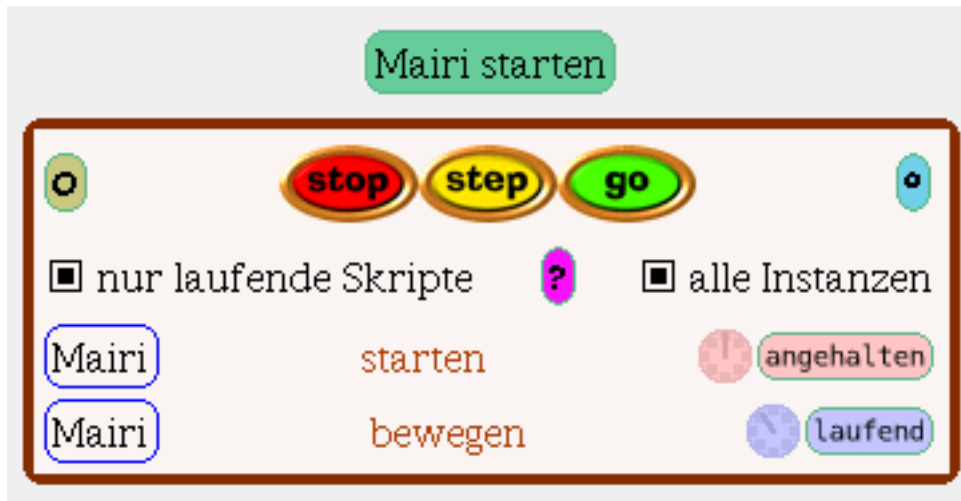 Mairi starten
stop step go
nur laufende Skripte ? alle Instanzen
Mairi starten angehalten
Mairi bewegen laufend